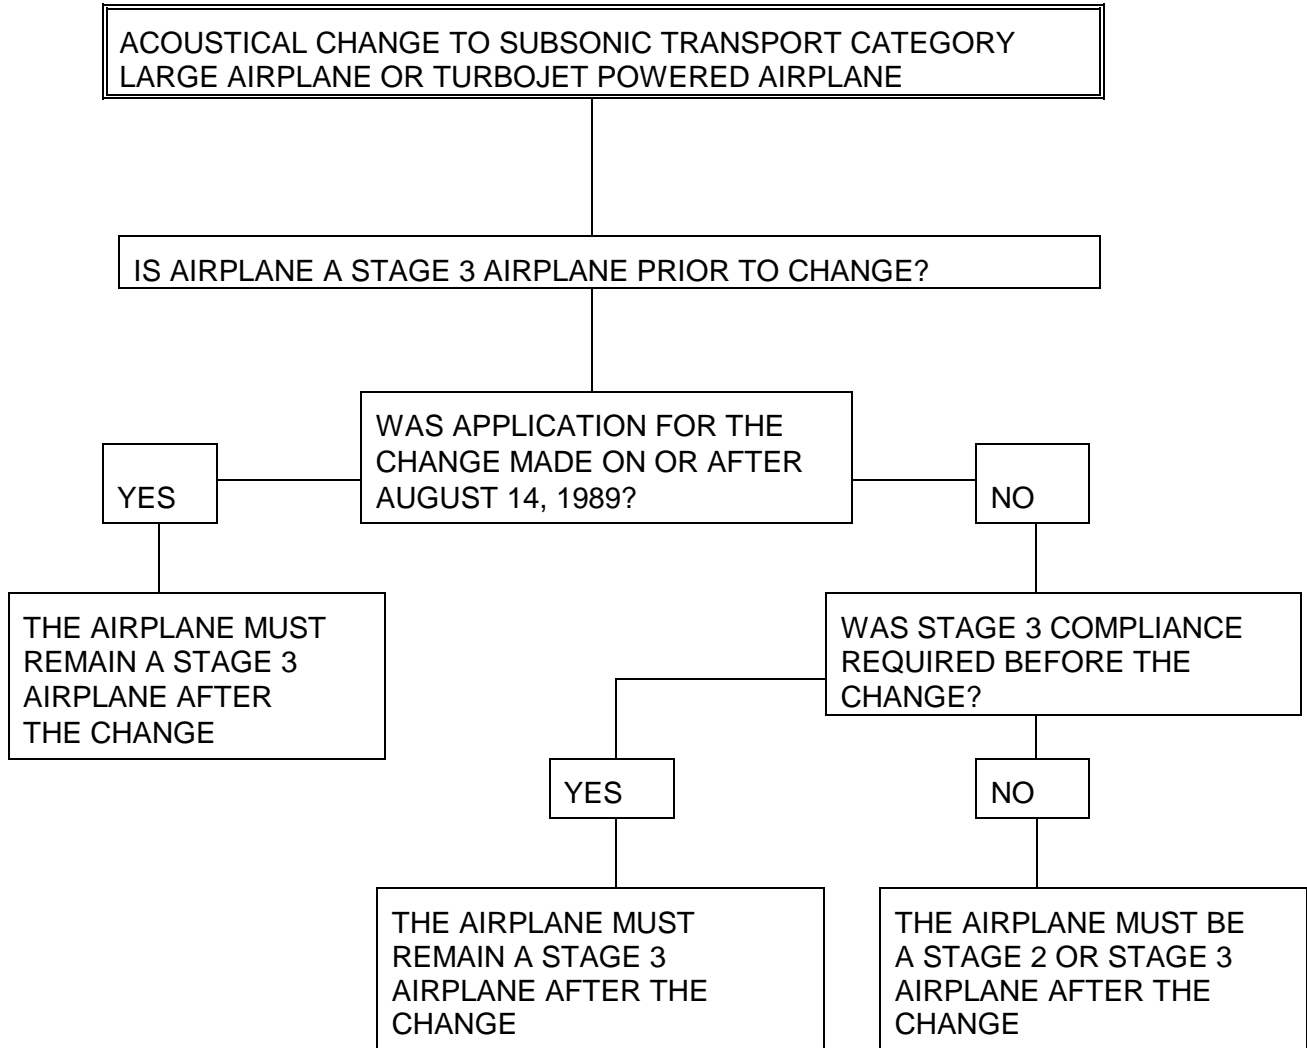 ACOUSTICAL CHANGE TO SUBSONIC TRANSPORT CATEGORY
LARGE AIRPLANE OR TURBOJET POWERED AIRPLANE
IS AIRPLANE A STAGE 3 AIRPLANE PRIOR TO CHANGE?
WAS APPLICATION FOR THE
CHANGE MADE ON OR AFTER
AUGUST 14, 1989?
YES
NO
THE AIRPLANE MUST
REMAIN A STAGE 3
AIRPLANE AFTER
THE CHANGE
WAS STAGE 3 COMPLIANCE
REQUIRED BEFORE THE
CHANGE?
YES
NO
THE AIRPLANE MUST
REMAIN A STAGE 3
AIRPLANE AFTER THE
CHANGE
THE AIRPLANE MUST BE
A STAGE 2 OR STAGE 3
AIRPLANE AFTER THE
CHANGE